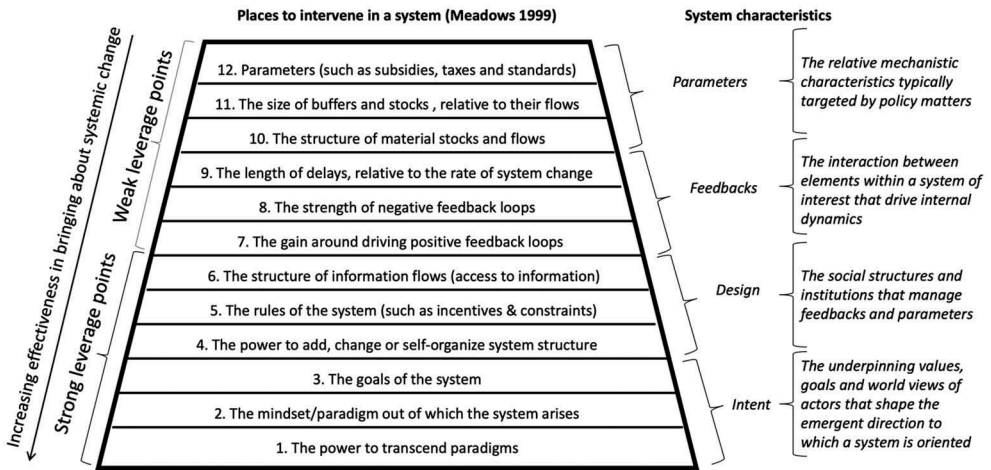 Places to intervene in a system (Meadows 1999)
System characteristics
Increasing effectiveness in bringing about systemic change
Weak leverage points
Strong leverage points
12. Parameters (such as subsidies, taxes and standards)
11. The size of buffers and stocks , relative to their flows
10. The structure of material stocks and flows
9. The length of delays, relative to the rate of system change
8. The strength of negative feedback loops
7. The gain around driving positive feedback loops
6. The structure of information flows (access to information)
5. The rules of the system (such as incentives & constraints)
4. The power to add, change or self-organize system structure
3. The goals of the system
2. The mindset/paradigm out of which the system arises
1. The power to transcend paradigms
Parameters
The relative mechanistic
characteristics typically
targeted by policy matters
Feedbacks
The interaction between
elements within a system of
interest that drive internal
dynamics
Design
The social structures and
institutions that manage
feedbacks and parameters
Intent
The underpinning values,
goals and world views of
actors that shape the
emergent direction to
which a system is oriented